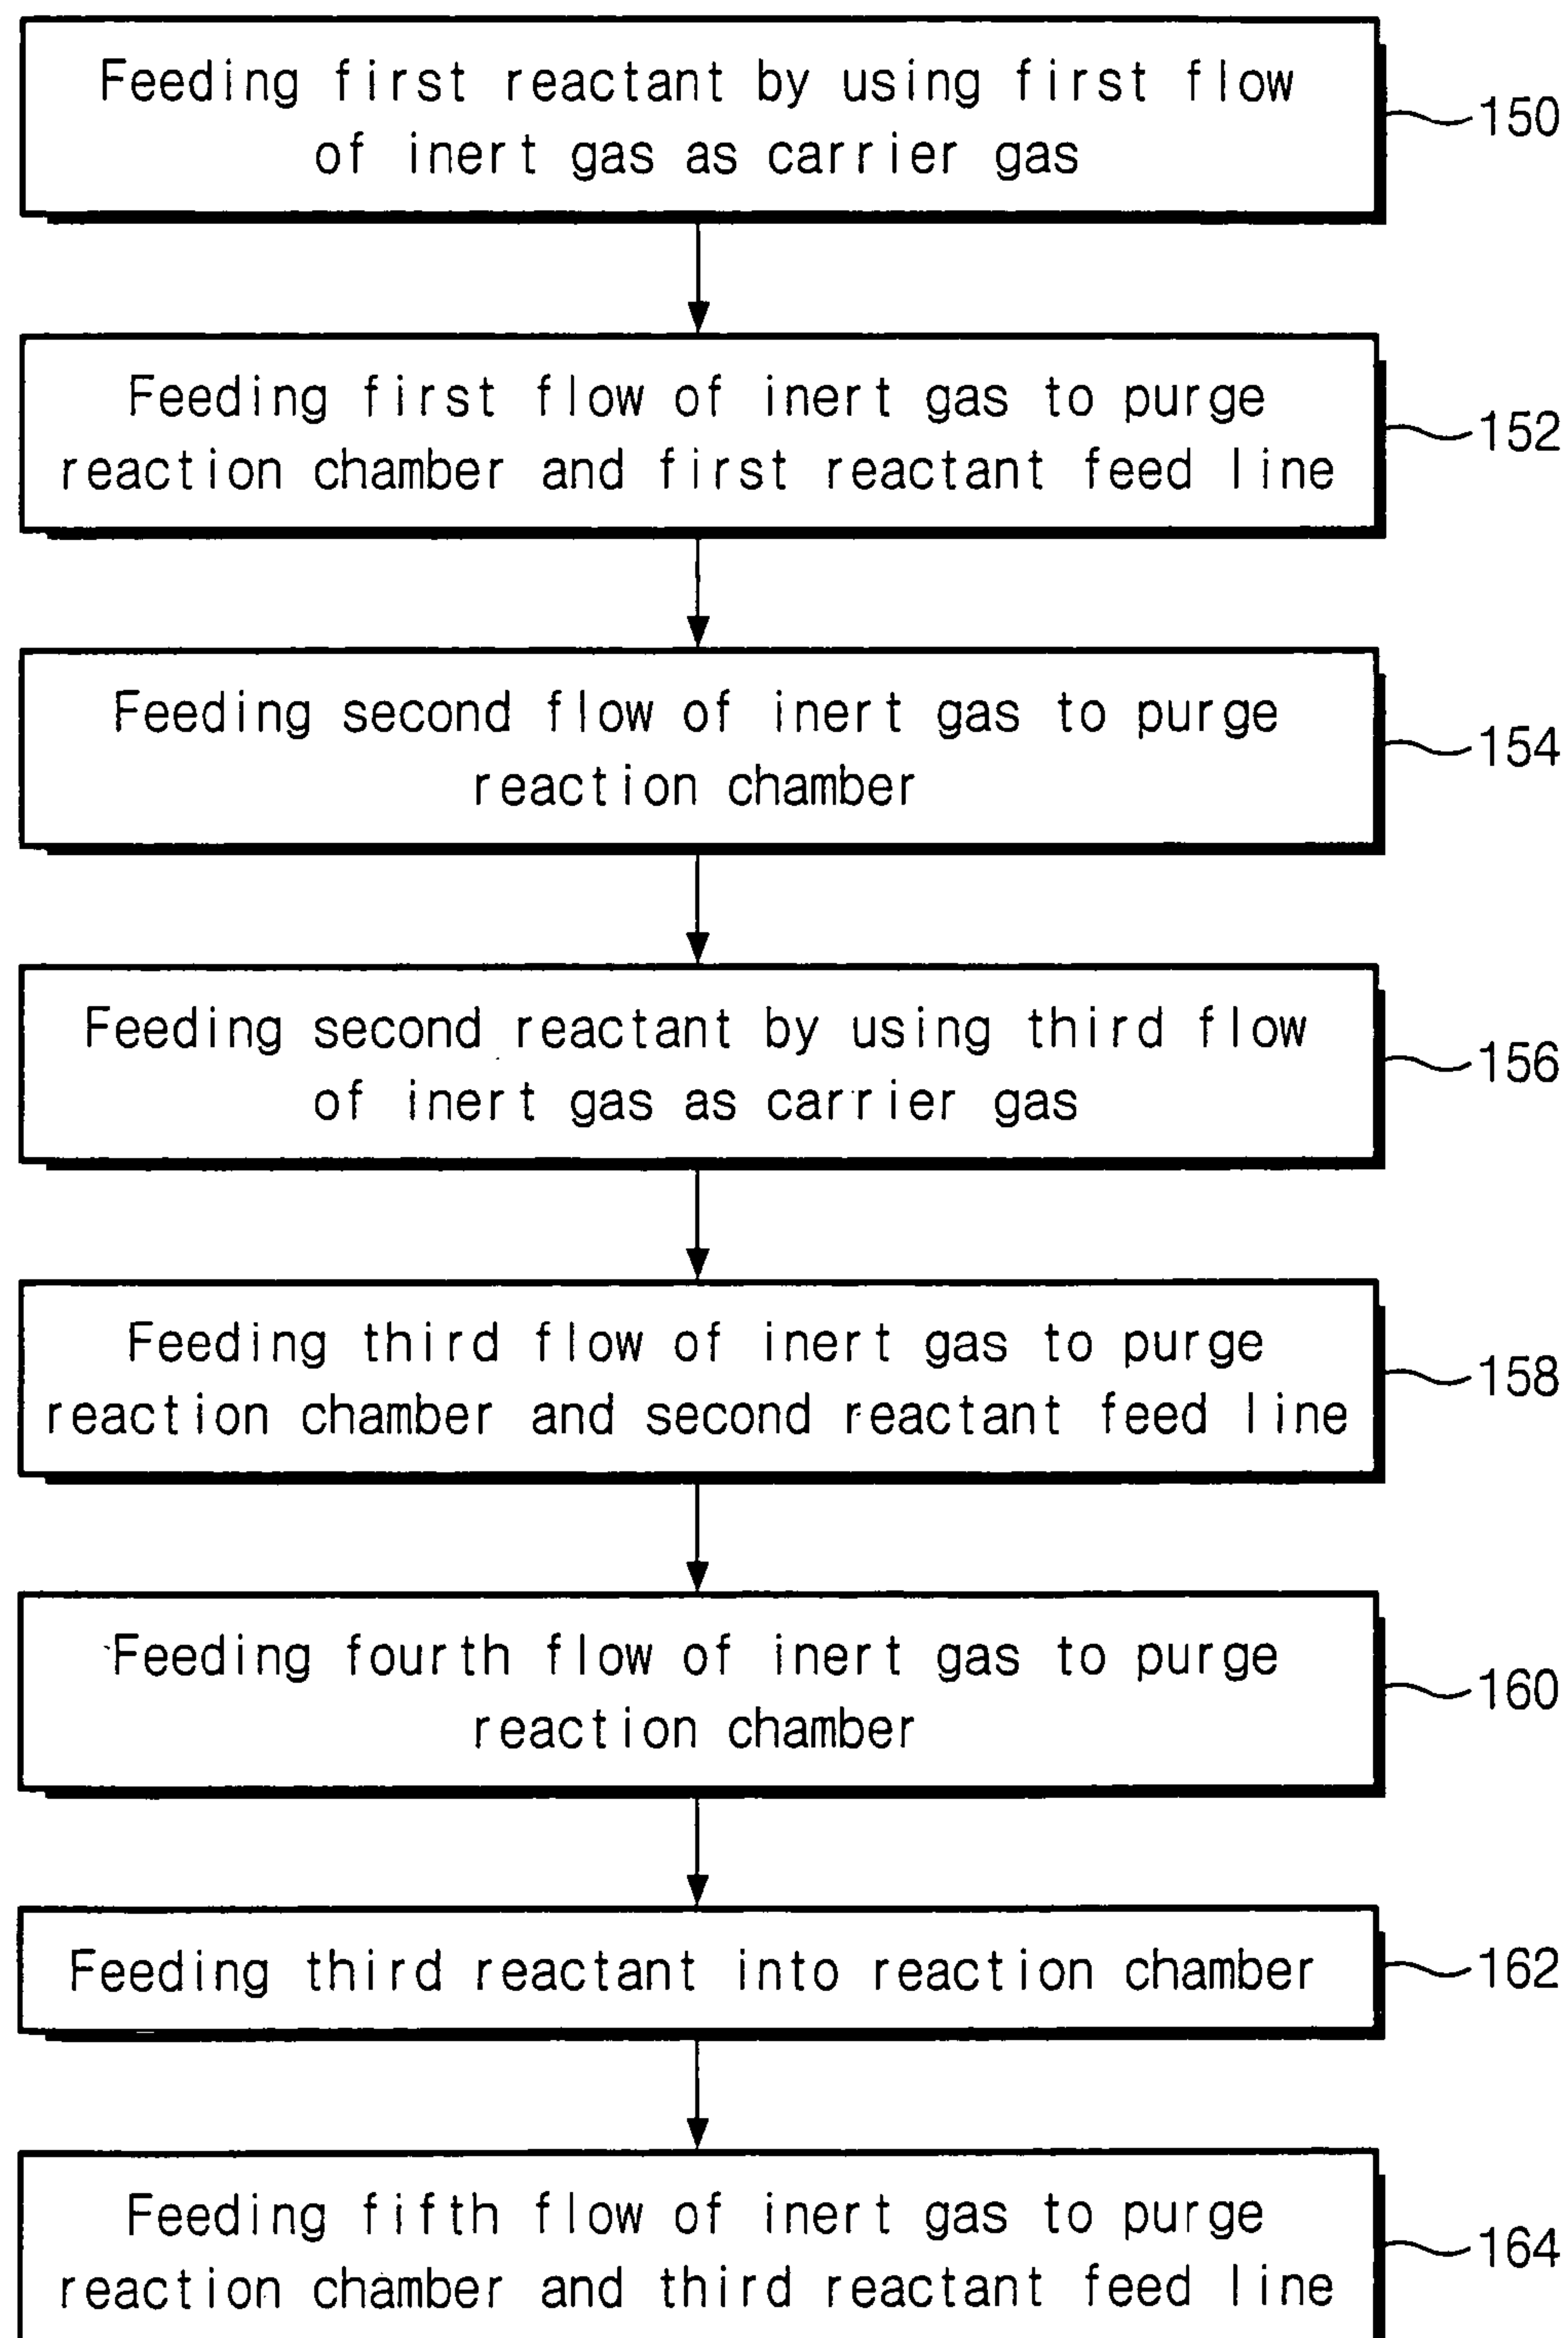 Feeding first reactant by using first flow
of inert gas as carrier gas
150
Feeding first flow of inert gas to purge
reaction chamber and first reactant feed line
152
Feeding second flow of inert gas to purge
reaction chamber
154
Feeding second reactant by using third flow
of inert gas as carrier gas
156
Feeding third flow of inert gas to purge
reaction chamber and second reactant feed line
158
Feeding fourth flow of inert gas to purge
reaction chamber
160
Feeding third reactant into reaction chamber
162
Feeding fifth flow of inert gas to purge
reaction chamber and third reactant feed line
164